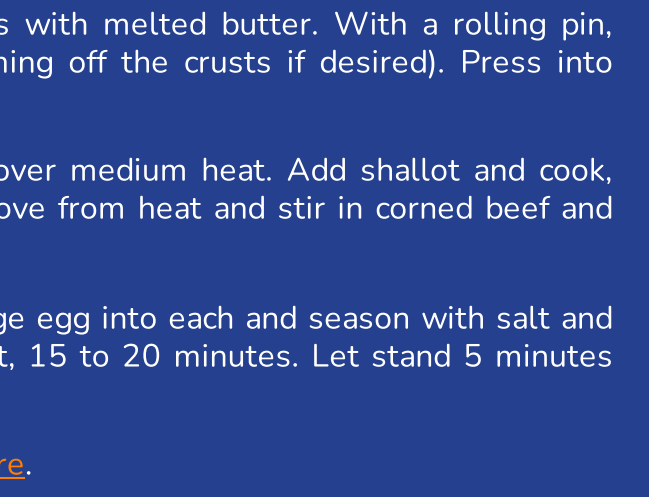 s with melted butter. With a rolling pin,
ning off the crusts if desired). Press into
over medium heat. Add shallot and cook,
ove from heat and stir in corned beef and
ge egg into each and season with salt and
t, 15 to 20 minutes. Let stand 5 minutes
re.